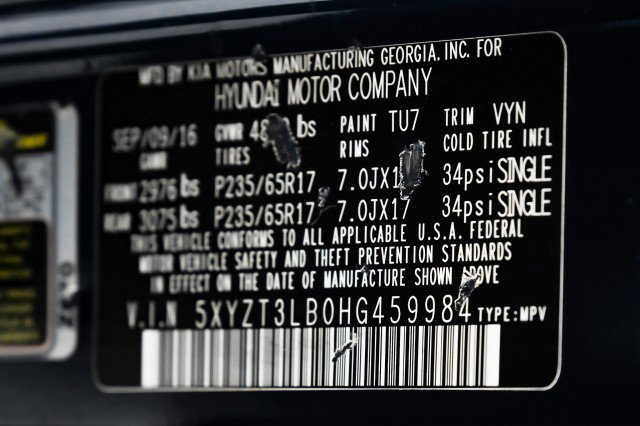 MFD BY KIA MOTORS MANUFACTURING GEORGIA, INC. FOR
HYUNDAI MOTOR COMPANY
SEP/09/16 GVWR lbs PAINT TU7 TRIM VYN
GAWR TIRES RIMS COLD TIRE INFL
FRONT 2976 lbs P235/65R17 7.0JX1 34psi SINGLE
REAR 3075 lbs P235/65R17 7.0JX17 34psi SINGLE
THIS VEHICLE CONFORMS TO ALL APPLICABLE U.S.A. FEDERAL
MOTOR VEHICLE SAFETY AND THEFT PREVENTION STANDARDS
IN EFFECT ON THE DATE OF MANUFACTURE SHOWN ABOVE
V.I.N 5XYZT3LB0HG459984 TYPE:MPV